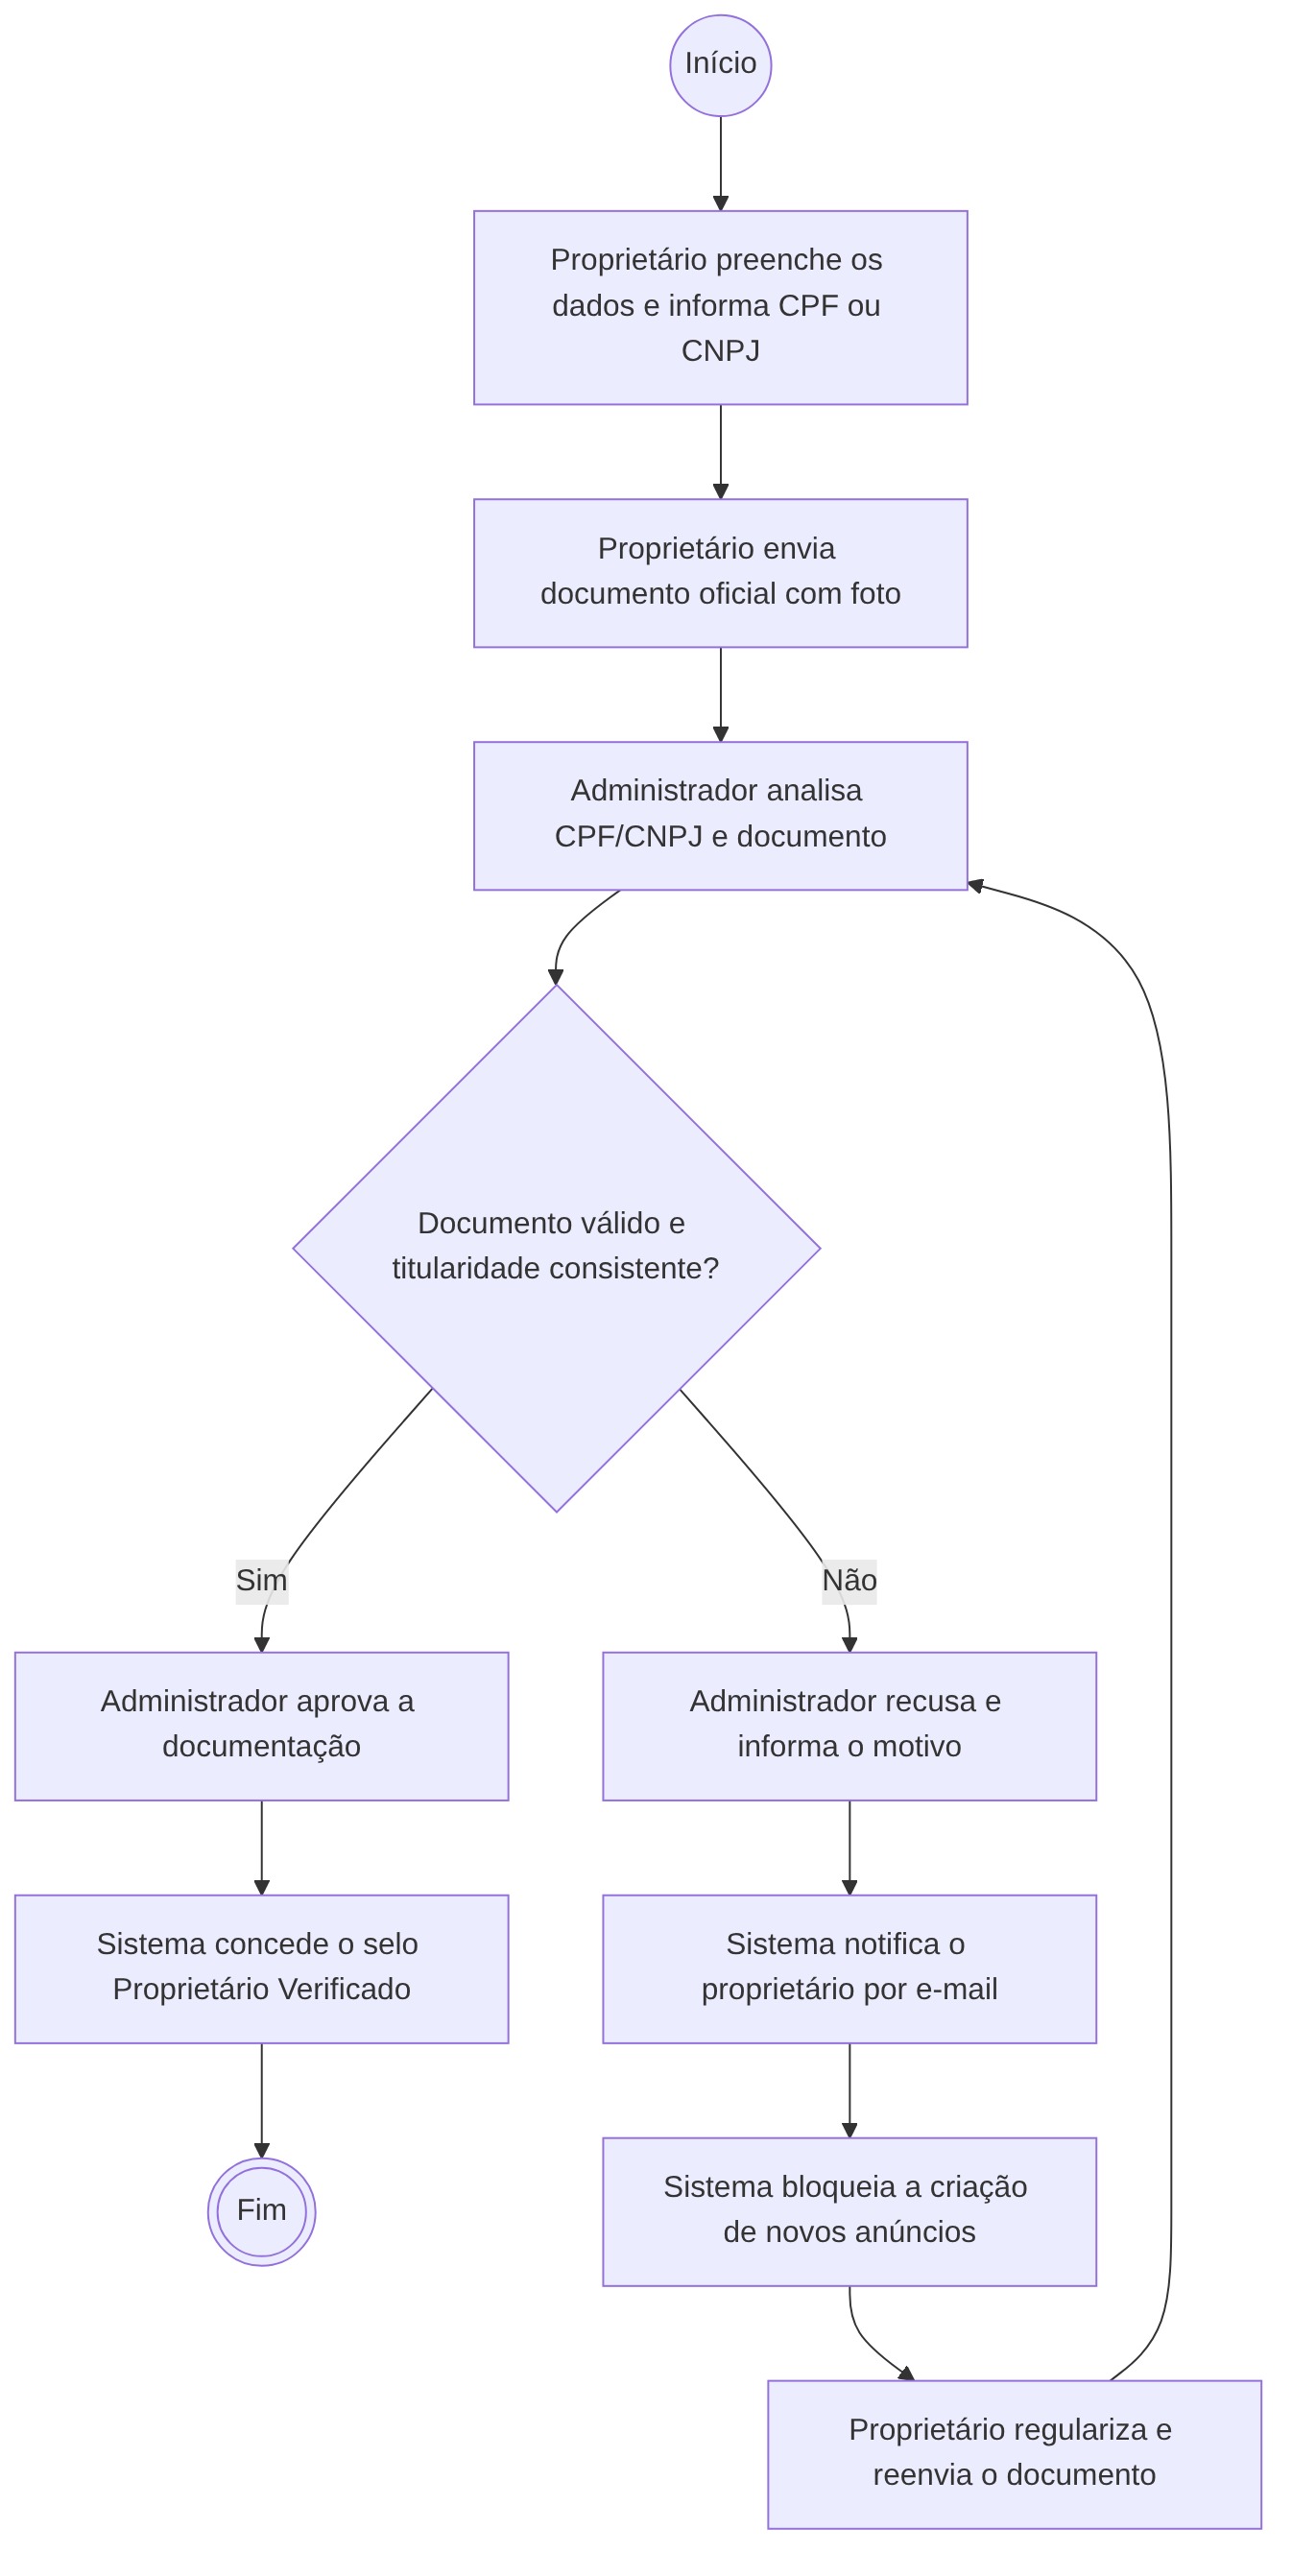 Início
Proprietário preenche os
dados e informa CPF ou
CNPJ
Proprietário envia
documento oficial com foto
Administrador analisa
CPF/CNPJ e documento
Documento válido e
titularidade consistente?
Sim
Não
Administrador aprova a
documentação
Administrador recusa e
informa o motivo
Sistema concede o selo
Proprietário Verificado
Sistema notifica o
proprietário por e-mail
Fim
Sistema bloqueia a criação
de novos anúncios
Proprietário regulariza e
reenvia o documento